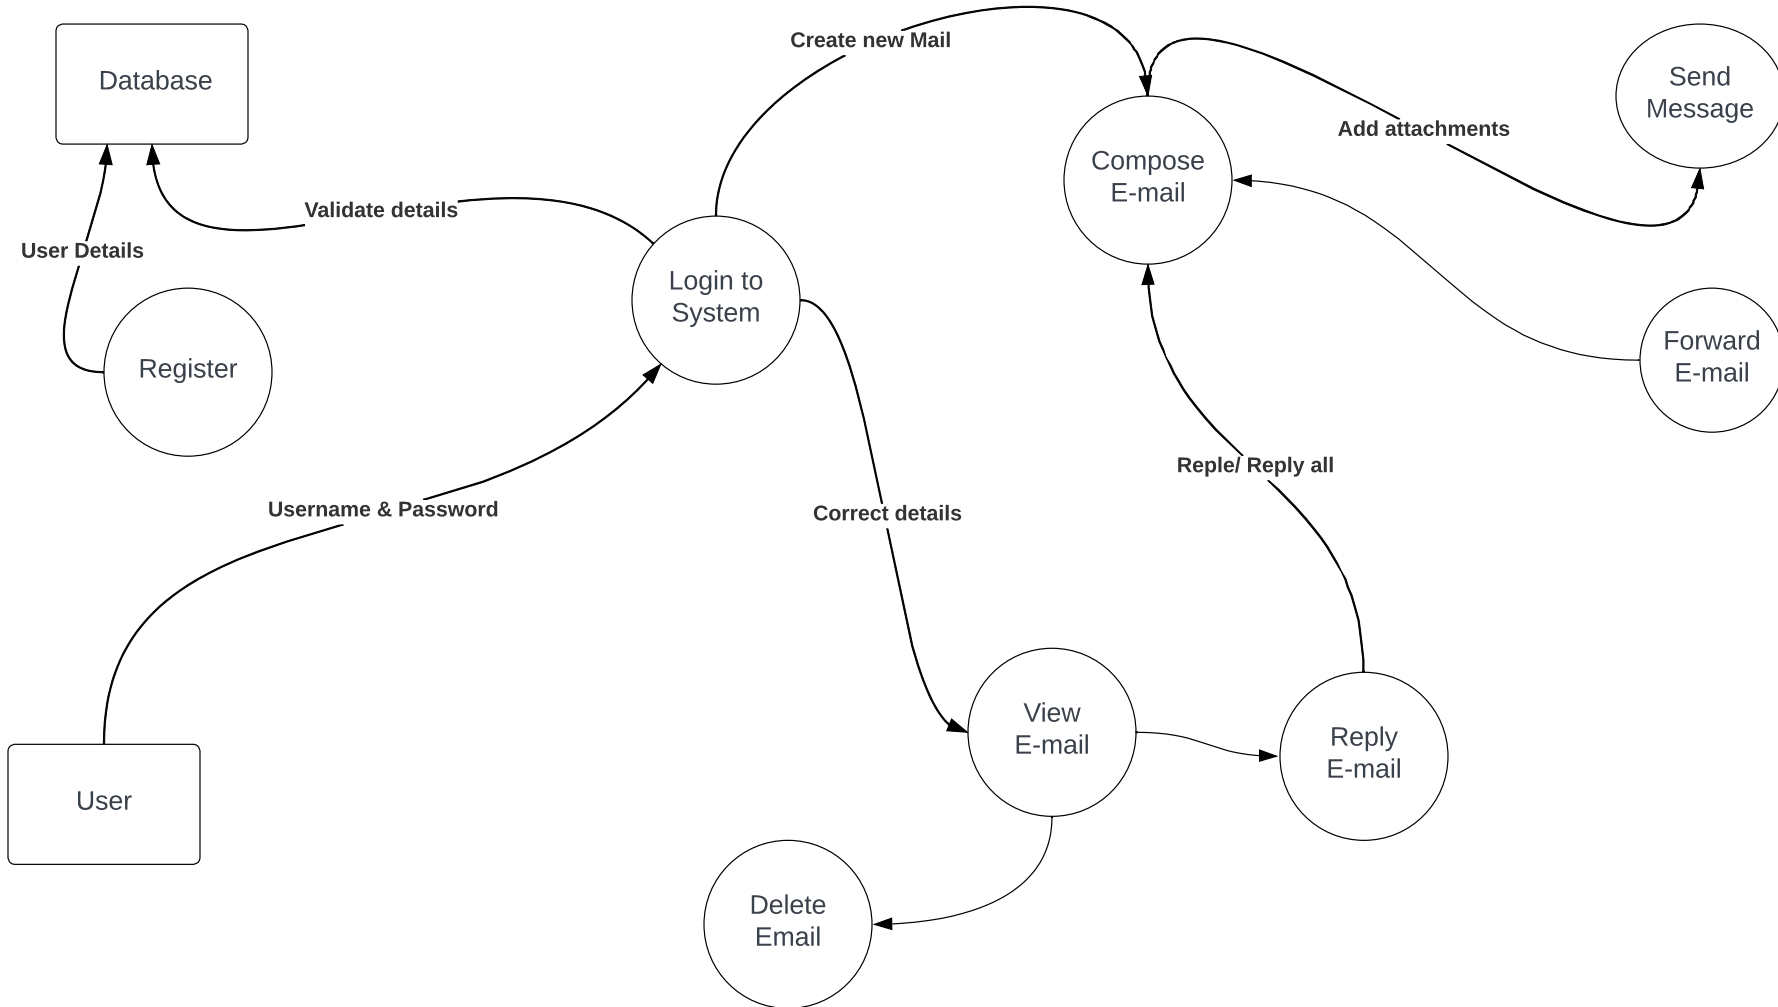 Create new Mail
Database
Send
Message
Add attachments
Compose
E-mail
Validate details
User Details
Login to
System
Register
Forward
E-mail
Reple/ Reply all
Username & Password
Correct details
View
E-mail
Reply
E-mail
User
Delete
Email